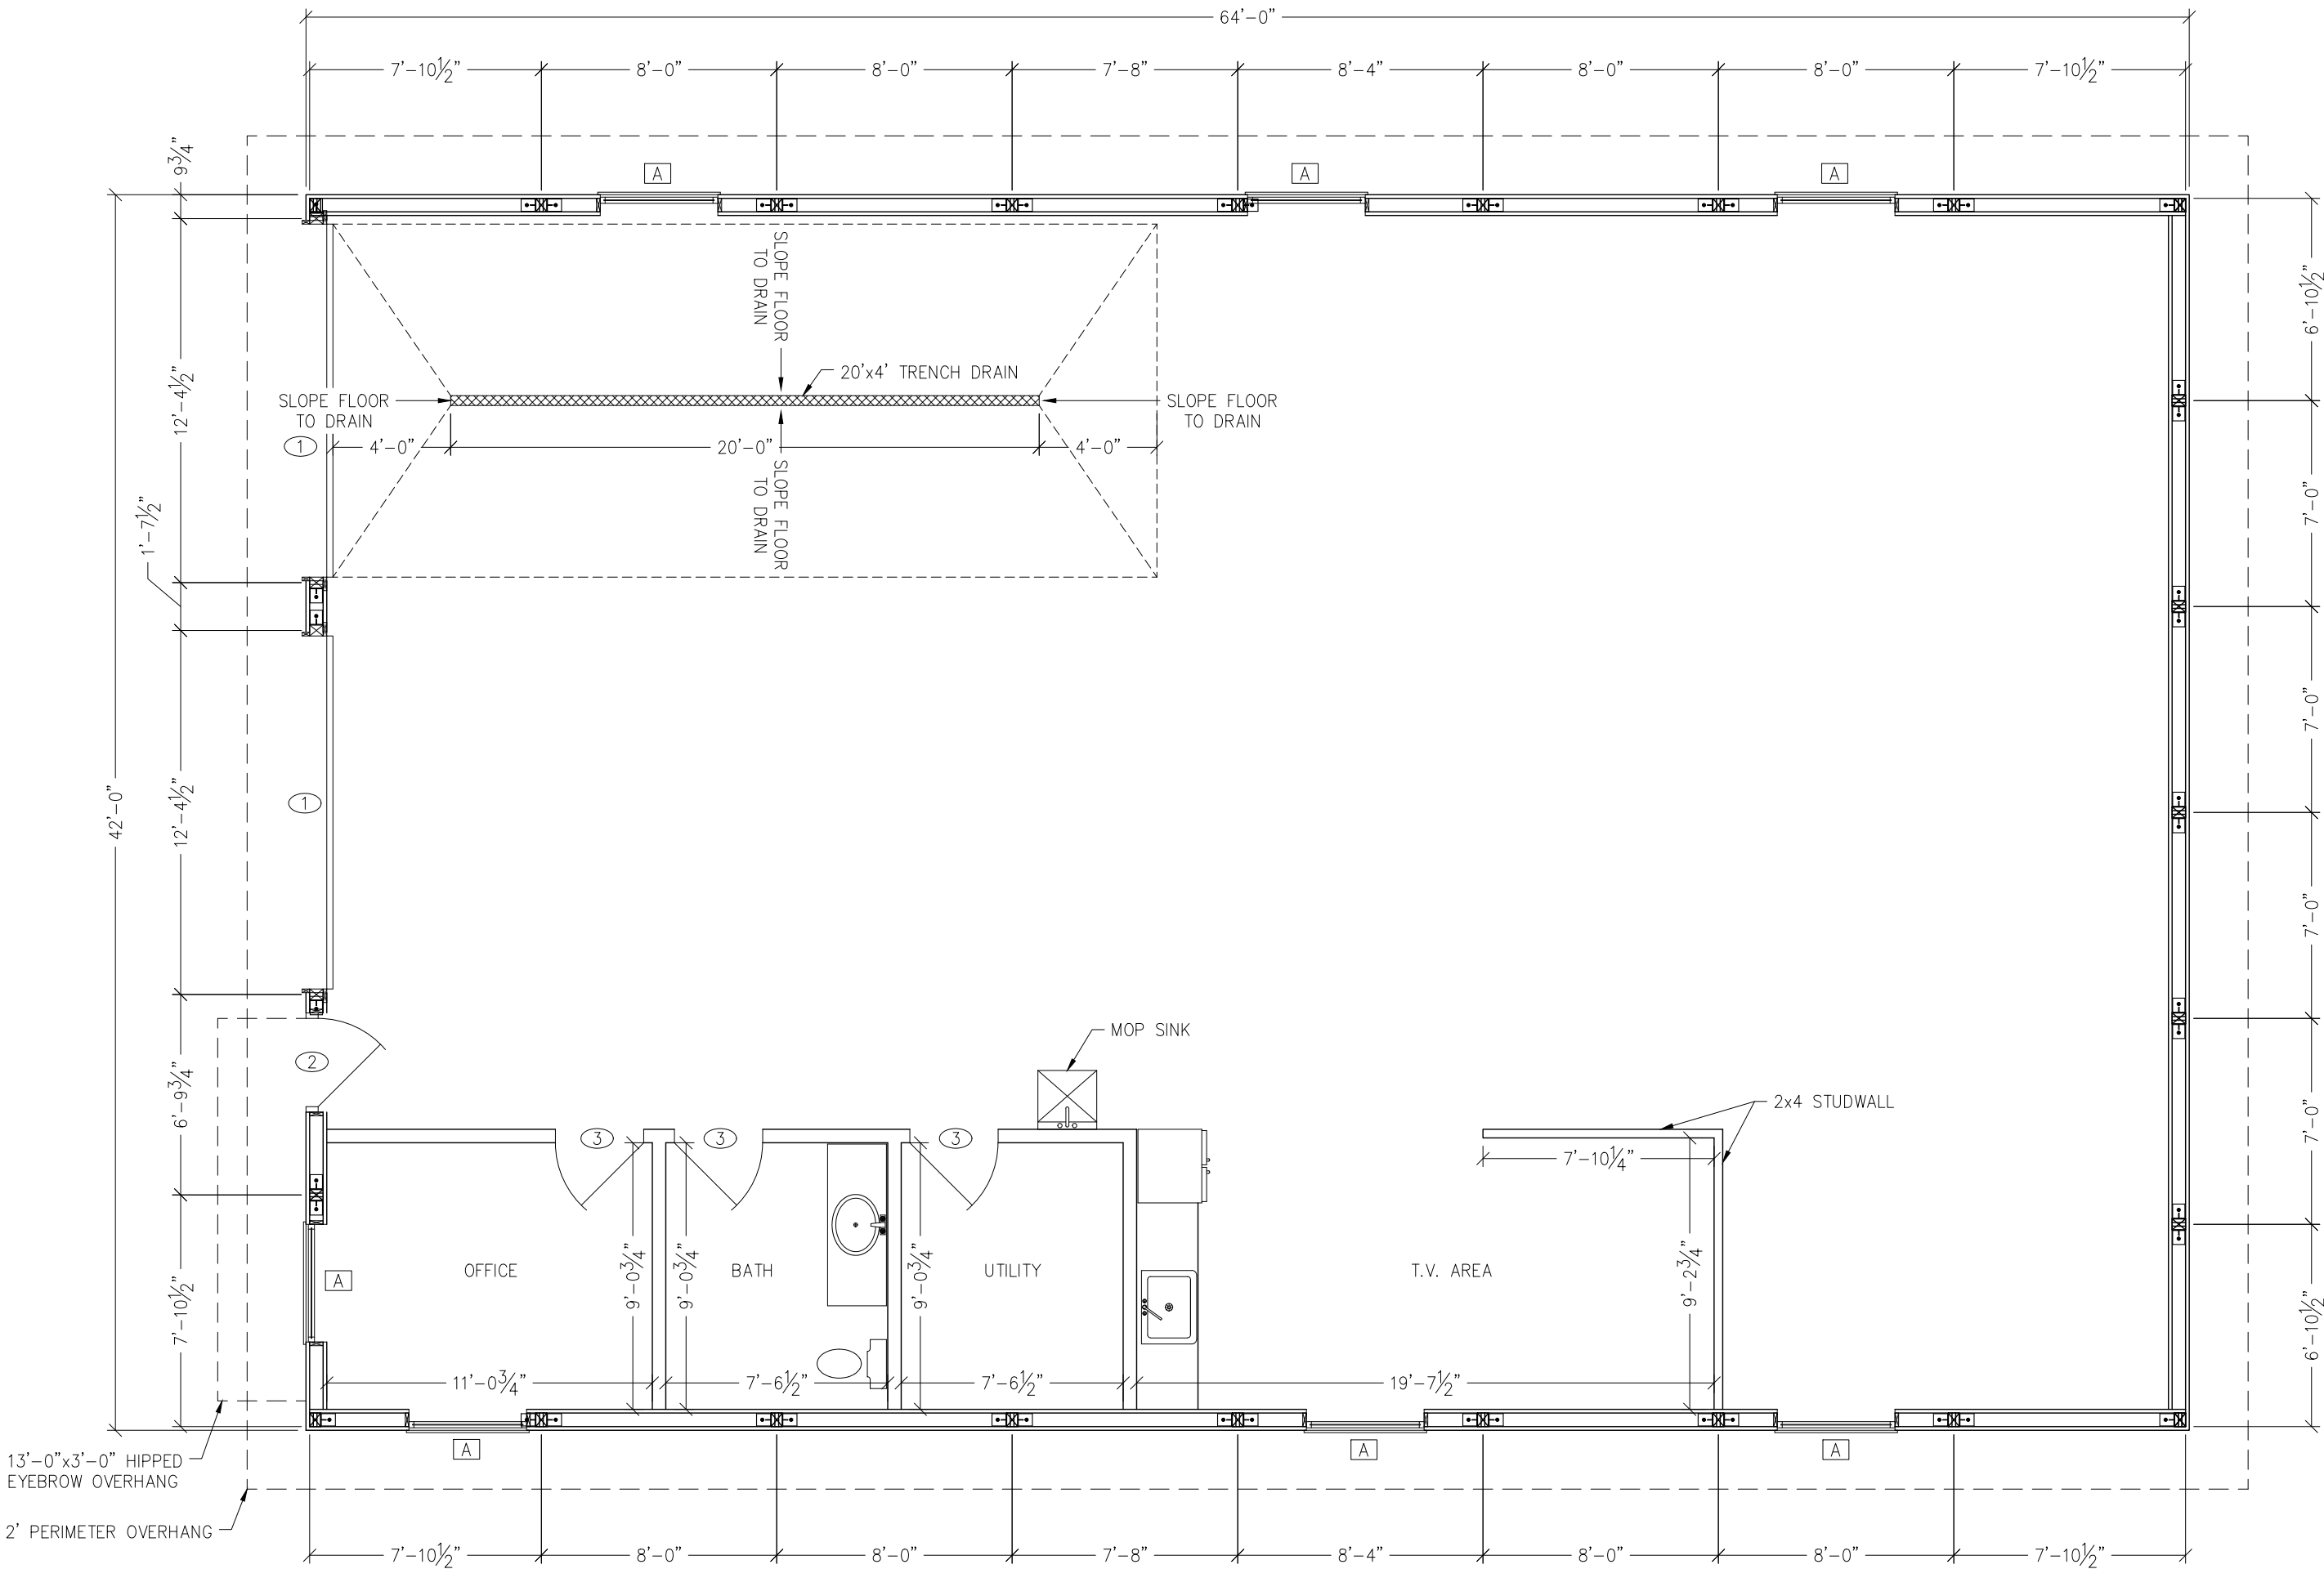 64'-0"
7'-10½" 8'-0" 8'-0" 7'-8" 8'-4" 8'-0" 8'-0" 7'-10½"
9¾"
A A A
6'-10½"
SLOPE FLOOR
TO DRAIN
20'x4' TRENCH DRAIN
12'-4½"
SLOPE FLOOR
TO DRAIN
SLOPE FLOOR
TO DRAIN
1
4'-0" 20'-0" 4'-0"
SLOPE FLOOR
TO DRAIN
7'-0"
1'-7½"
7'-0"
42'-0"
12'-4½"
1
7'-0"
MOP SINK
2
6'-9¾"
2x4 STUDWALL
7'-0"
3 3 3
7'-10¼"
OFFICE BATH UTILITY T.V. AREA
9'-0¾" 9'-0¾" 9'-0¾" 9'-2¾"
A
7'-10½"
6'-10½"
11'-0¾" 7'-6½" 7'-6½" 19'-7½"
A A A
13'-0"x3'-0" HIPPED
EYEBROW OVERHANG
2' PERIMETER OVERHANG
7'-10½" 8'-0" 8'-0" 7'-8" 8'-4" 8'-0" 8'-0" 7'-10½"